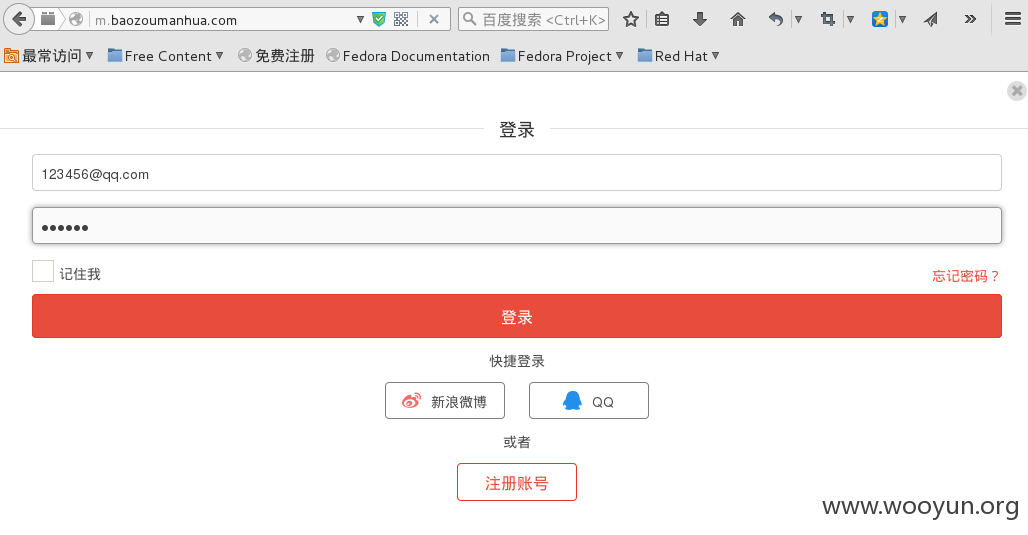 m.baozoumanhua.com
百度搜索 <Ctrl+K>
最常访问 Free Content 免费注册 Fedora Documentation Fedora Project Red Hat
登录
123456@qq.com
••••••
记住我 忘记密码？
登录
快捷登录
新浪微博 QQ
或者
注册账号
www.wooyun.org